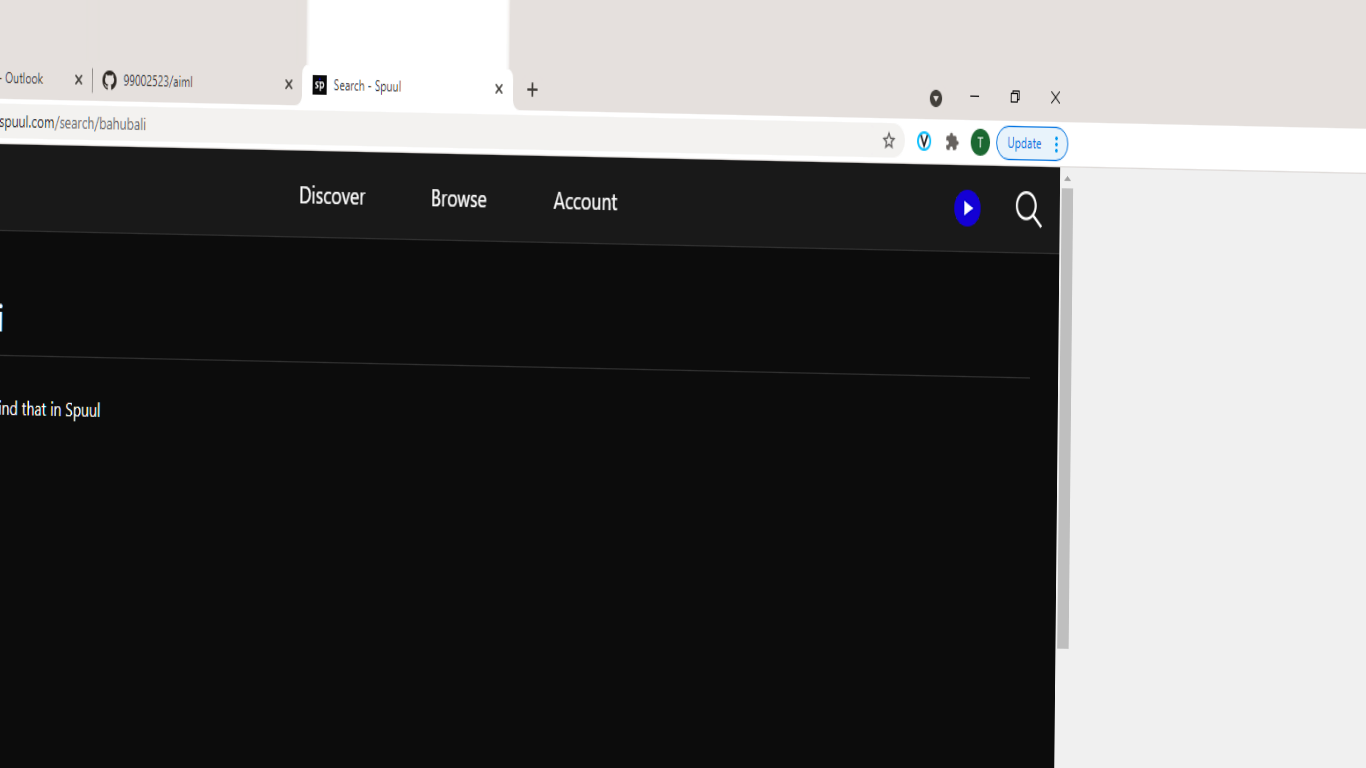 - Outlook
99002523/aiml
sp
Search - Spuul
spuul.com/search/bahubali
V
T
Update
Discover
Browse
Account
i
ind that in Spuul